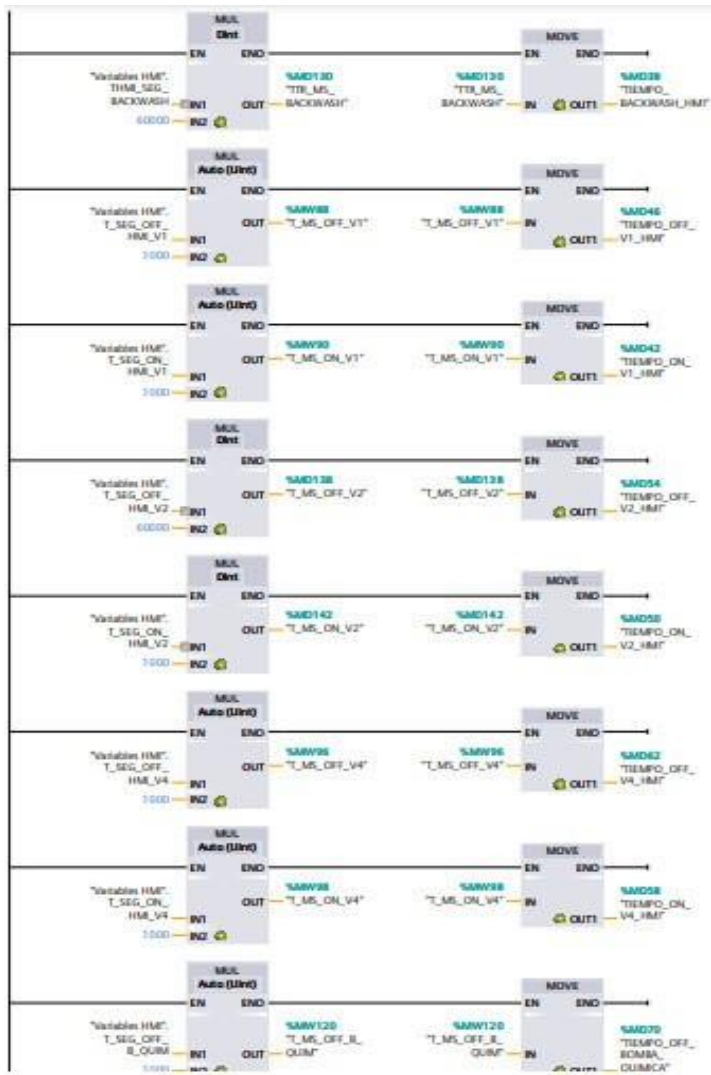 MUL
Dint
MOVE
EN ENO
EN ENO
"Variables HMI".
THMI_SEG_
BACKWASH IN1
60000 IN2
OUT
%MD130
"TTR_MS_
BACKWASH"
%MD130
"TTR_MS_
BACKWASH" IN
OUT1
%MD38
"TIEMPO_
BACKWASH_HMI"
MUL
Auto (UInt)
MOVE
EN ENO
EN ENO
"Variables HMI".
T_SEG_OFF_
HMI_V1 IN1
1000 IN2
OUT
%MW88
"T_MS_OFF_V1"
%MW88
"T_MS_OFF_V1" IN
OUT1
%MD46
"TIEMPO_OFF_
V1_HMI"
MUL
Auto (UInt)
MOVE
EN ENO
EN ENO
"Variables HMI".
T_SEG_ON_
HMI_V1 IN1
1000 IN2
OUT
%MW90
"T_MS_ON_V1"
%MW90
"T_MS_ON_V1" IN
OUT1
%MD42
"TIEMPO_ON_
V1_HMI"
MUL
Dint
MOVE
EN ENO
EN ENO
"Variables HMI".
T_SEG_OFF_
HMI_V2 IN1
60000 IN2
OUT
%MD138
"T_MS_OFF_V2"
%MD138
"T_MS_OFF_V2" IN
OUT1
%MD54
"TIEMPO_OFF_
V2_HMI"
MUL
Dint
MOVE
EN ENO
EN ENO
"Variables HMI".
T_SEG_ON_
HMI_V2 IN1
1000 IN2
OUT
%MD142
"T_MS_ON_V2"
%MD142
"T_MS_ON_V2" IN
OUT1
%MD50
"TIEMPO_ON_
V2_HMI"
MUL
Auto (UInt)
MOVE
EN ENO
EN ENO
"Variables HMI".
T_SEG_OFF_
HMI_V4 IN1
1000 IN2
OUT
%MW96
"T_MS_OFF_V4"
%MW96
"T_MS_OFF_V4" IN
OUT1
%MD62
"TIEMPO_OFF_
V4_HMI"
MUL
Auto (UInt)
MOVE
EN ENO
EN ENO
"Variables HMI".
T_SEG_ON_
HMI_V4 IN1
1000 IN2
OUT
%MW98
"T_MS_ON_V4"
%MW98
"T_MS_ON_V4" IN
OUT1
%MD58
"TIEMPO_ON_
V4_HMI"
MUL
Auto (UInt)
MOVE
EN ENO
EN ENO
"Variables HMI".
T_SEG_OFF_
B_QUIM IN1
IN2
OUT
%MW120
"T_MS_OFF_B_
QUIM"
%MW120
"T_MS_OFF_B_
QUIM" IN
OUT1
%MD70
"TIEMPO_OFF_
BOMBA_
QUIMICA"